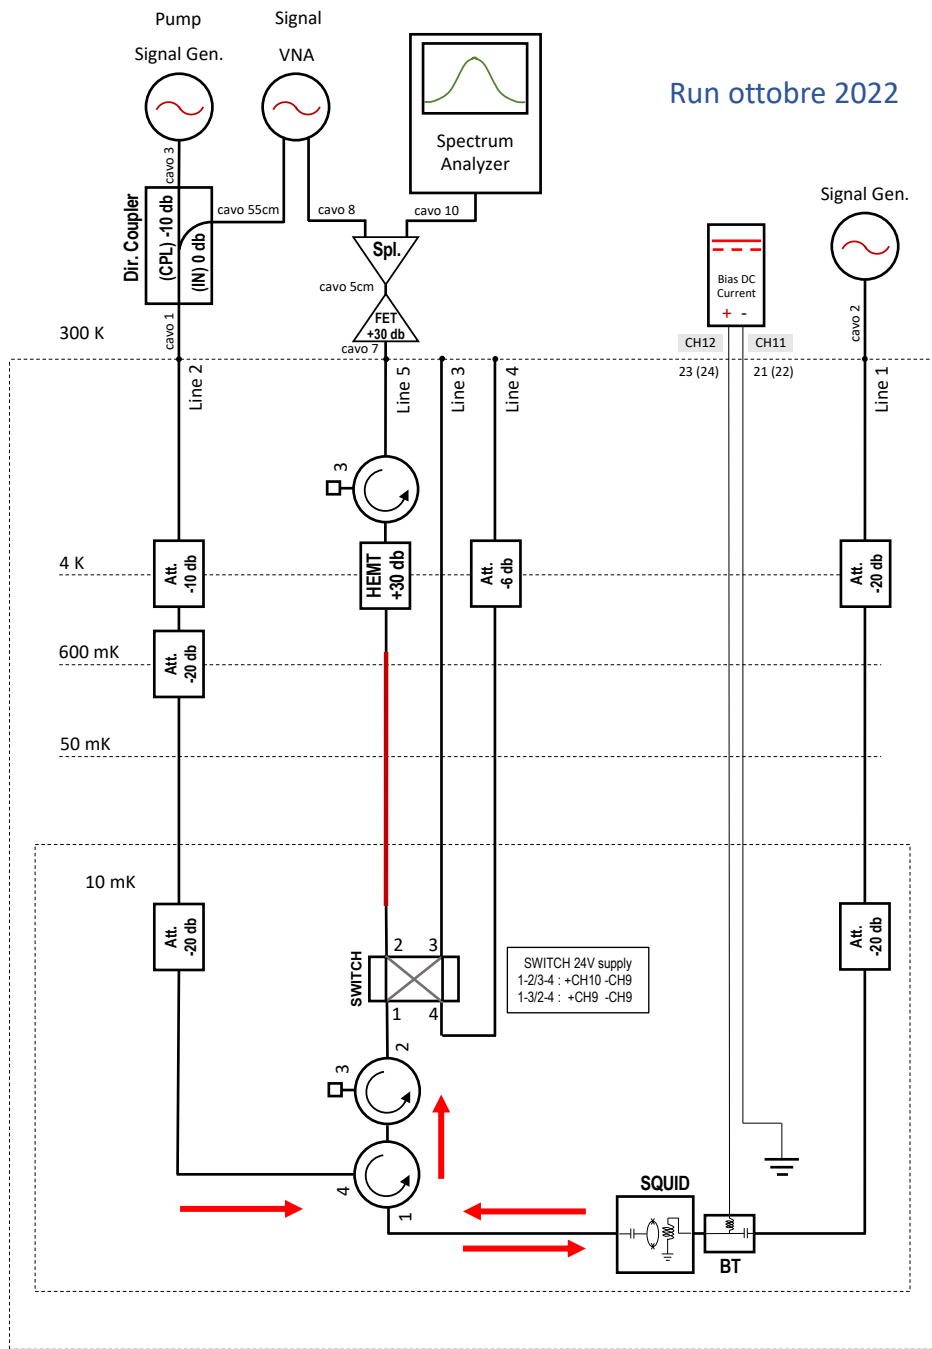 Pump
Signal Gen.
Signal
VNA
Run ottobre 2022
Spectrum
Analyzer
cavo 3
Dir. Coupler
(CPL) -10 db
(IN) 0 db
cavo 55cm
cavo 8
cavo 10
Signal Gen.
Spl.
Bias DC
Current
+ -
cavo 5cm
FET
+30 db
cavo 1
cavo 7
cavo 2
300 K
CH12
CH11
23 (24)
21 (22)
Line 2
Line 5
Line 3
Line 4
Line 1
3
4 K
Att.
-10 db
HEMT
+30 db
Att.
-6 db
Att.
-20 db
600 mK
Att.
-20 db
50 mK
10 mK
Att.
-20 db
Att.
-20 db
SWITCH
2
3
1
4
SWITCH 24V supply
1-2/3-4 : +CH10 -CH9
1-3/2-4 : +CH9 -CH9
2
3
4
1
SQUID
BT